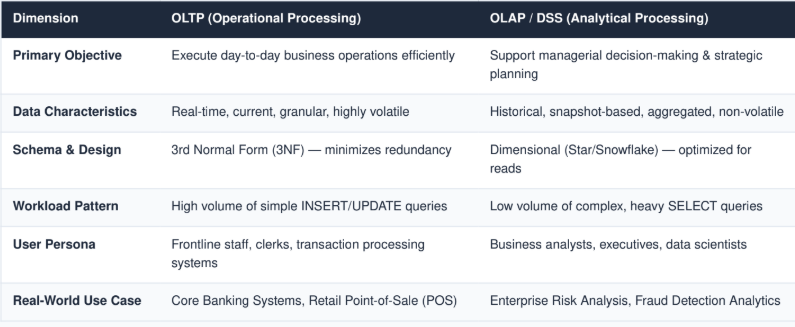 Dimension OLTP (Operational Processing) OLAP / DSS (Analytical Processing)
Primary Objective Execute day-to-day business operations efficiently Support managerial decision-making & strategic
planning
Data Characteristics Real-time, current, granular, highly volatile Historical, snapshot-based, aggregated, non-volatile
Schema & Design 3rd Normal Form (3NF) — minimizes redundancy Dimensional (Star/Snowflake) — optimized for
reads
Workload Pattern High volume of simple INSERT/UPDATE queries Low volume of complex, heavy SELECT queries
User Persona Frontline staff, clerks, transaction processing Business analysts, executives, data scientists
systems
Real-World Use Case Core Banking Systems, Retail Point-of-Sale (POS) Enterprise Risk Analysis, Fraud Detection Analytics